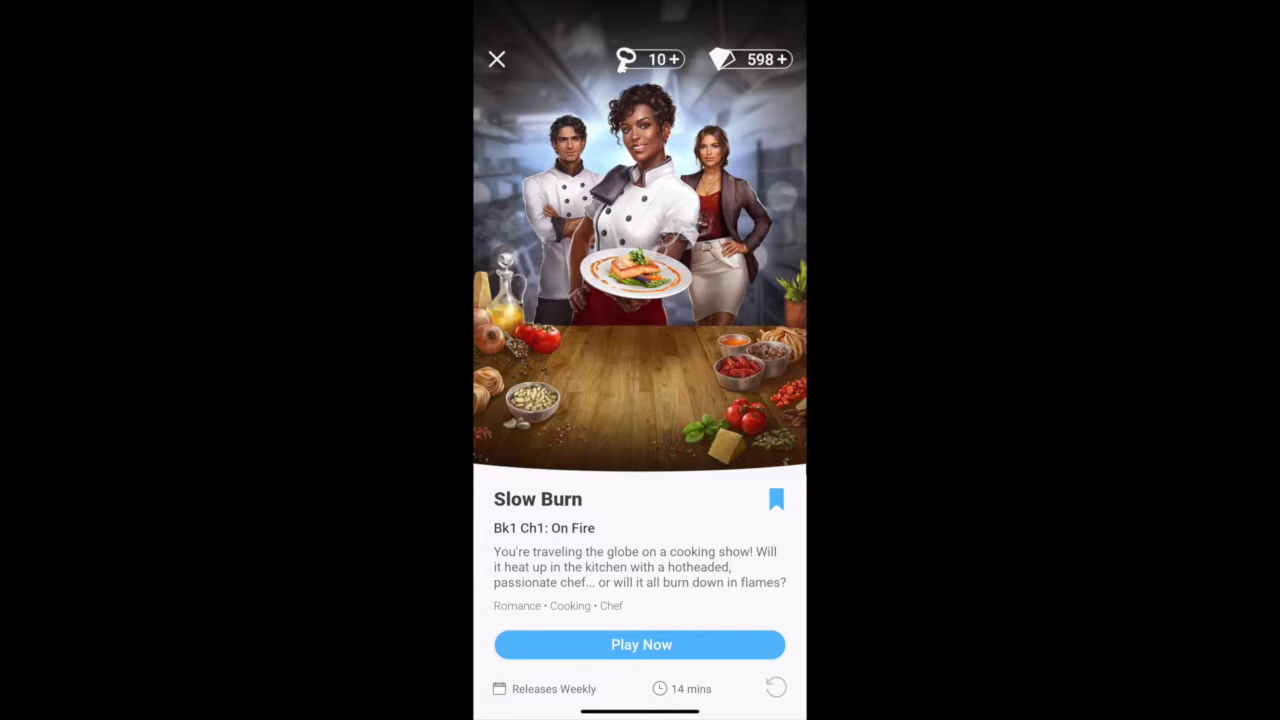 10 +
598 +
Slow Burn
Bk1 Ch1: On Fire
You're traveling the globe on a cooking show! Will
it heat up in the kitchen with a hotheaded,
passionate chef... or will it all burn down in flames?
Romance • Cooking • Chef
Play Now
Releases Weekly
14 mins